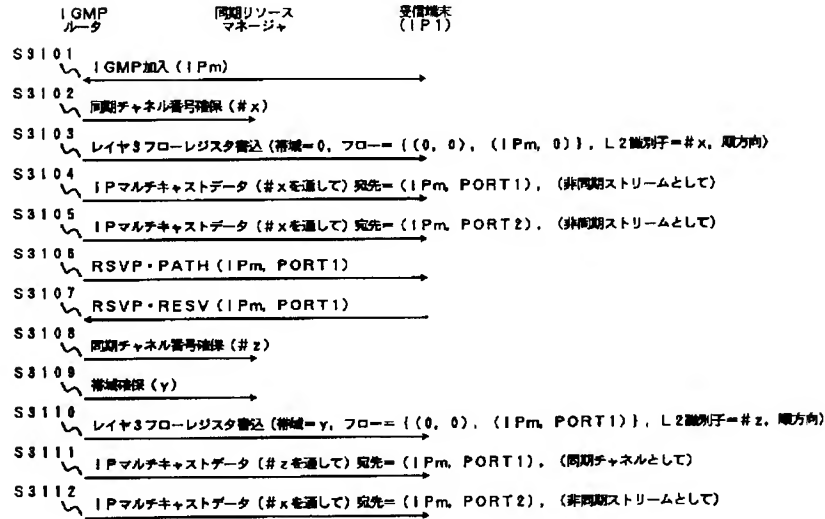 IGMP 同期リソース 受信端末
ルータ マネージャ (IP1)
S3101
IGMP加入(IPm)
S3102
同期チャネル番号確保(#x)
S3103
レイヤ3フローレジスタ書込{帯域=0, フロー={(0, 0), (IPm, 0)}, L2識別子=#x, 順方向)
S3104
IPマルチキャストデータ(#xを通して)宛先=(IPm, PORT1), (非同期ストリームとして)
S3105
IPマルチキャストデータ(#xを通して)宛先=(IPm, PORT2), (非同期ストリームとして)
S3106
RSVP・PATH(IPm, PORT1)
S3107
RSVP・RESV(IPm, PORT1)
S3108
同期チャネル番号確保(#z)
S3109
帯域確保(y)
S3110
レイヤ3フローレジスタ書込{帯域=y, フロー={(0, 0), (IPm, PORT1)}, L2識別子=#z, 順方向)
S3111
IPマルチキャストデータ(#zを通して)宛先=(IPm, PORT1), (同期チャネルとして)
S3112
IPマルチキャストデータ(#xを通して)宛先=(IPm, PORT2), (非同期ストリームとして)